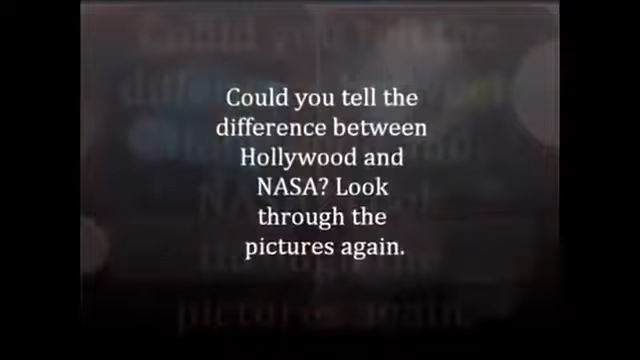 Could you tell the
difference between
Hollywood and
NASA? Look
through the
pictures again.